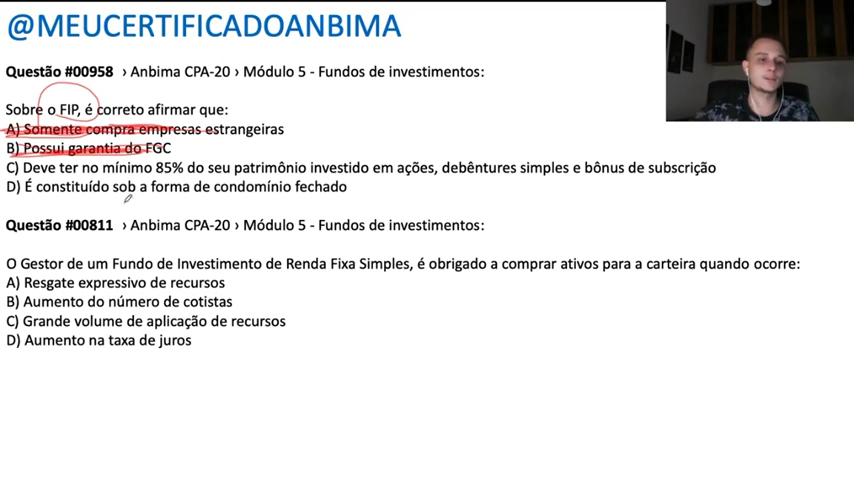 @MEUCERTIFICADOANBIMA
Questão #00958 › Anbima CPA-20 › Módulo 5 - Fundos de investimentos:
Sobre o FIP, é correto afirmar que:
A) Somente compra empresas estrangeiras
B) Possui garantia do FGC
C) Deve ter no mínimo 85% do seu patrimônio investido em ações, debêntures simples e bônus de subscrição
D) É constituído sob a forma de condomínio fechado
Questão #00811 › Anbima CPA-20 › Módulo 5 - Fundos de investimentos:
O Gestor de um Fundo de Investimento de Renda Fixa Simples, é obrigado a comprar ativos para a carteira quando ocorre:
A) Resgate expressivo de recursos
B) Aumento do número de cotistas
C) Grande volume de aplicação de recursos
D) Aumento na taxa de juros